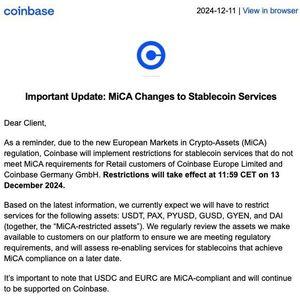 coinbase
2024-12-11 | View in browser
Important Update: MiCA Changes to Stablecoin Services
Dear Client,
As a reminder, due to the new European Markets in Crypto-Assets (MiCA)
regulation, Coinbase will implement restrictions for stablecoin services that do not
meet MiCA requirements for Retail customers of Coinbase Europe Limited and
Coinbase Germany GmbH. Restrictions will take effect at 11:59 CET on 13
December 2024.
Based on the latest information, we currently expect we will have to restrict
services for the following assets: USDT, PAX, PYUSD, GUSD, GYEN, and DAI
(together, the “MiCA-restricted assets”). We regularly review the assets we make
available to customers on our platform to ensure we are meeting regulatory
requirements, and will assess re-enabling services for stablecoins that achieve
MiCA compliance on a later date.
It’s important to note that USDC and EURC are MiCA-compliant and will continue
to be supported on Coinbase.